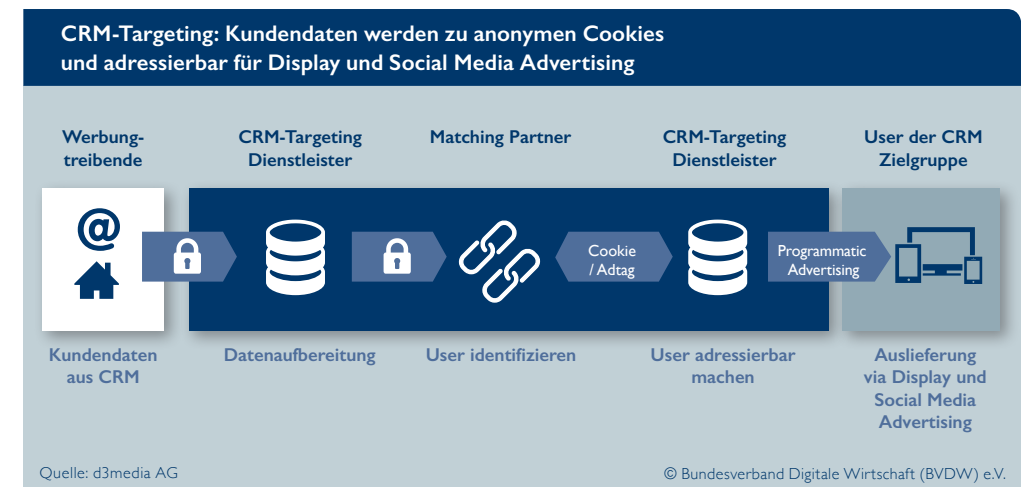 CRM-Targeting: Kundendaten werden zu anonymen Cookies
und adressierbar für Display und Social Media Advertising
Werbung-
treibende
CRM-Targeting
Dienstleister
Matching Partner
CRM-Targeting
Dienstleister
User der CRM
Zielgruppe
@
Cookie
/ Adtag
Programmatic
Advertising
Kundendaten
aus CRM
Datenaufbereitung
User identifizieren
User adressierbar
machen
Auslieferung
via Display und
Social Media
Advertising
Quelle: d3media AG
© Bundesverband Digitale Wirtschaft (BVDW) e.V.